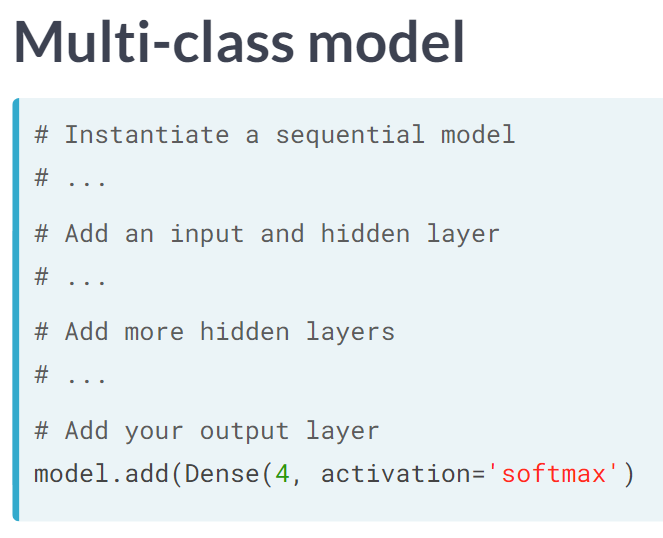 Multi-class model
# Instantiate a sequential model
# ...
# Add an input and hidden layer
# ...
# Add more hidden layers
# ...
# Add your output layer
model.add(Dense(4, activation='softmax')